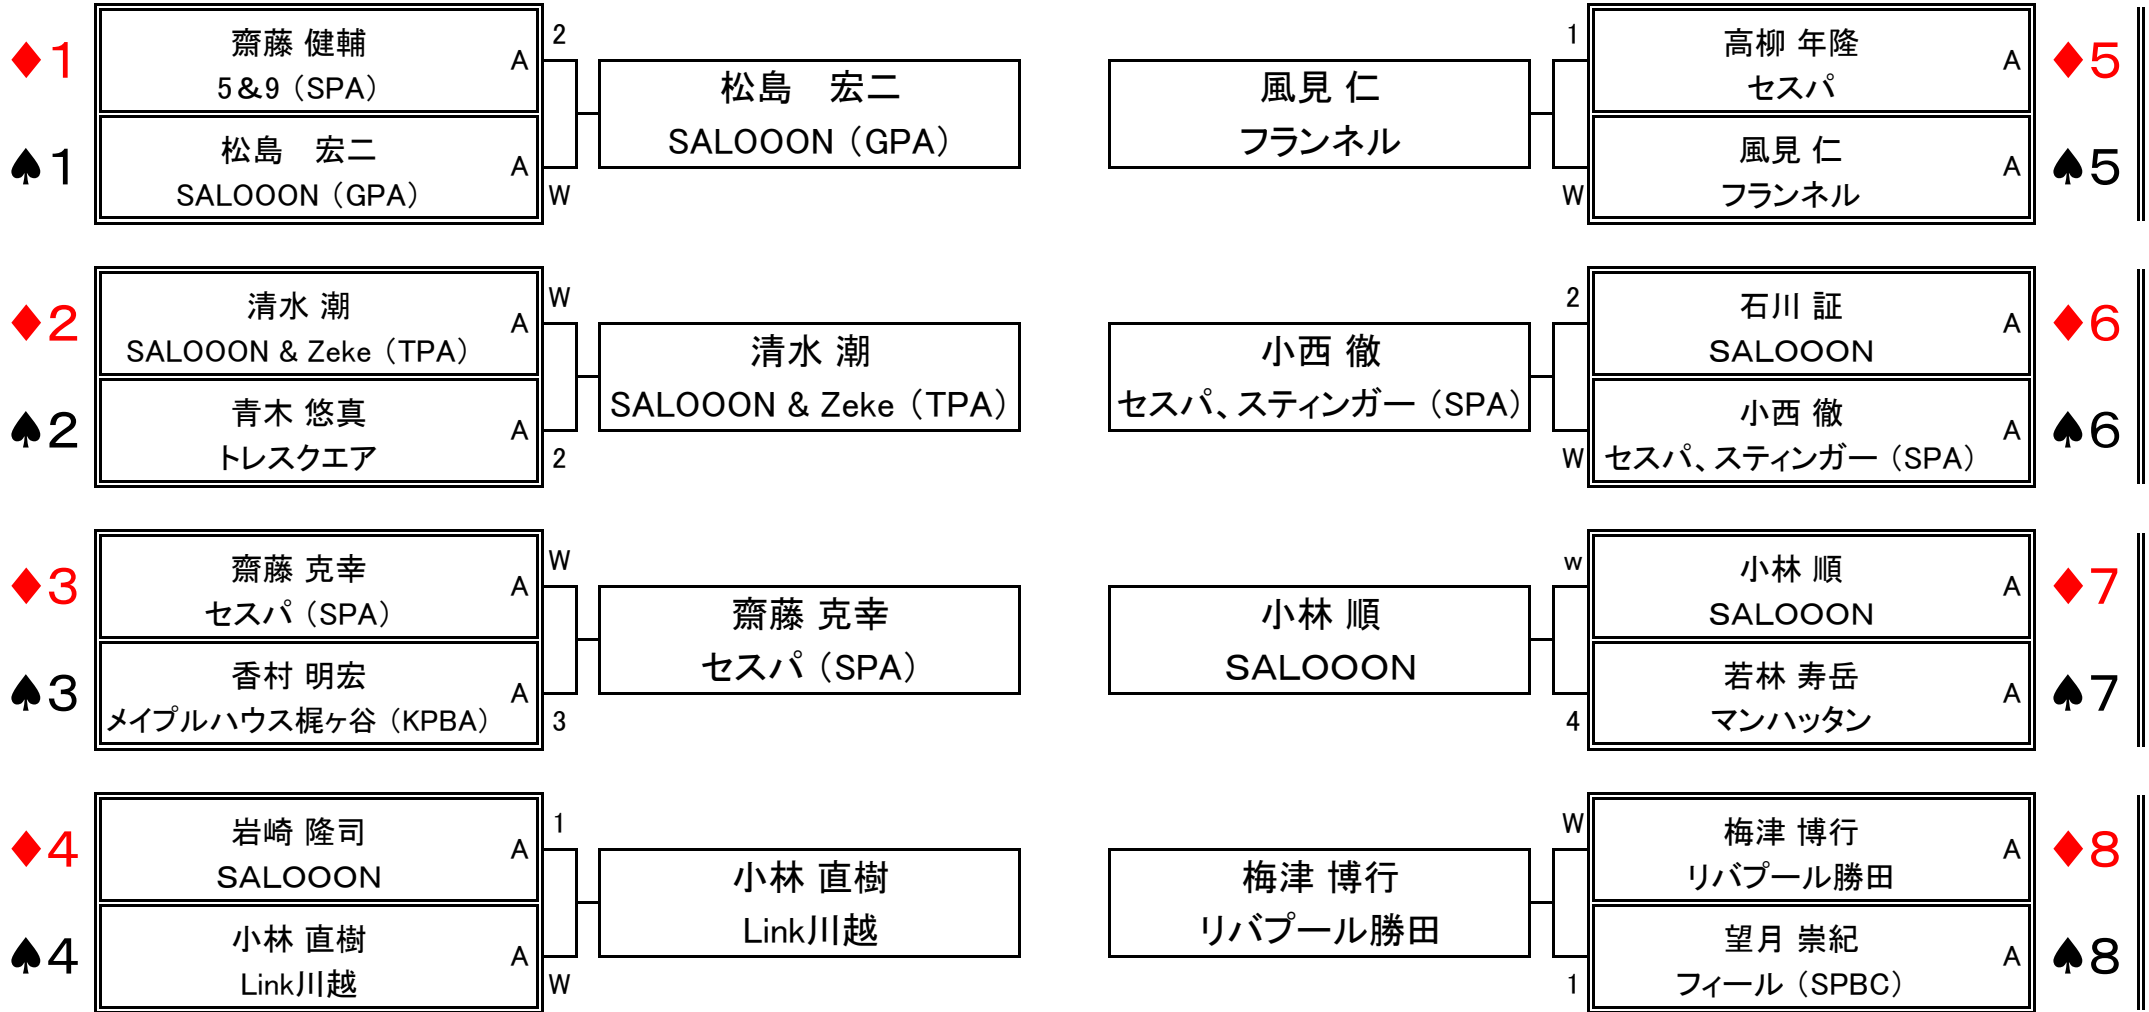 ♦1
齋藤 健輔
5&9 (SPA)
A
2
♠1
松島　宏二
SALOOON (GPA)
A
W
松島　宏二
SALOOON (GPA)
♦2
清水 潮
SALOOON & Zeke (TPA)
A
W
♠2
青木 悠真
トレスクエア
A
2
清水 潮
SALOOON & Zeke (TPA)
♦3
齋藤 克幸
セスパ (SPA)
A
W
♠3
香村 明宏
メイプルハウス梶ヶ谷 (KPBA)
A
3
齋藤 克幸
セスパ (SPA)
♦4
岩崎 隆司
SALOOON
A
1
♠4
小林 直樹
Link川越
A
W
小林 直樹
Link川越
風見 仁
フランネル
1
高柳 年隆
セスパ
A
♦5
W
風見 仁
フランネル
A
♠5
小西 徹
セスパ、スティンガー (SPA)
2
石川 証
SALOOON
A
♦6
W
小西 徹
セスパ、スティンガー (SPA)
A
♠6
小林 順
SALOOON
w
小林 順
SALOOON
A
♦7
4
若林 寿岳
マンハッタン
A
♠7
梅津 博行
リバプール勝田
W
梅津 博行
リバプール勝田
A
♦8
1
望月 崇紀
フィール (SPBC)
A
♠8